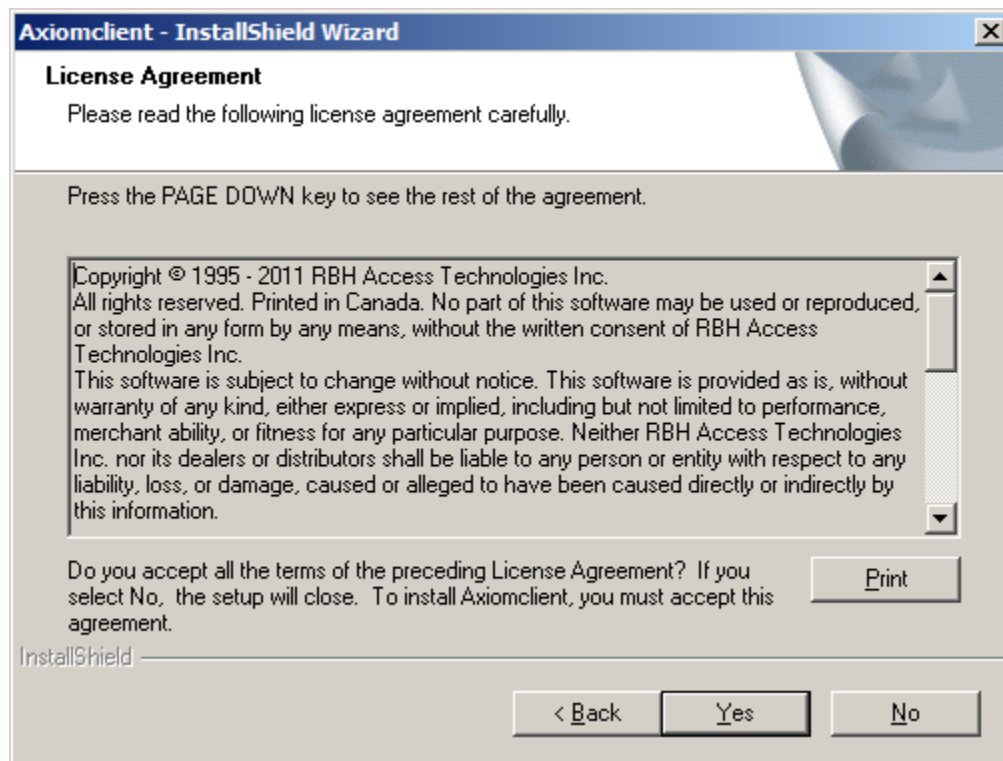 Axiomclient - InstallShield Wizard
License Agreement
Please read the following license agreement carefully.
Press the PAGE DOWN key to see the rest of the agreement.
Copyright © 1995 - 2011 RBH Access Technologies Inc.
All rights reserved. Printed in Canada. No part of this software may be used or reproduced,
or stored in any form by any means, without the written consent of RBH Access
Technologies Inc.
This software is subject to change without notice. This software is provided as is, without
warranty of any kind, either express or implied, including but not limited to performance,
merchant ability, or fitness for any particular purpose. Neither RBH Access Technologies
Inc. nor its dealers or distributors shall be liable to any person or entity with respect to any
liability, loss, or damage, caused or alleged to have been caused directly or indirectly by
this information.
Do you accept all the terms of the preceding License Agreement? If you
select No, the setup will close. To install Axiomclient, you must accept this
agreement.
Print
InstallShield
< Back
Yes
No